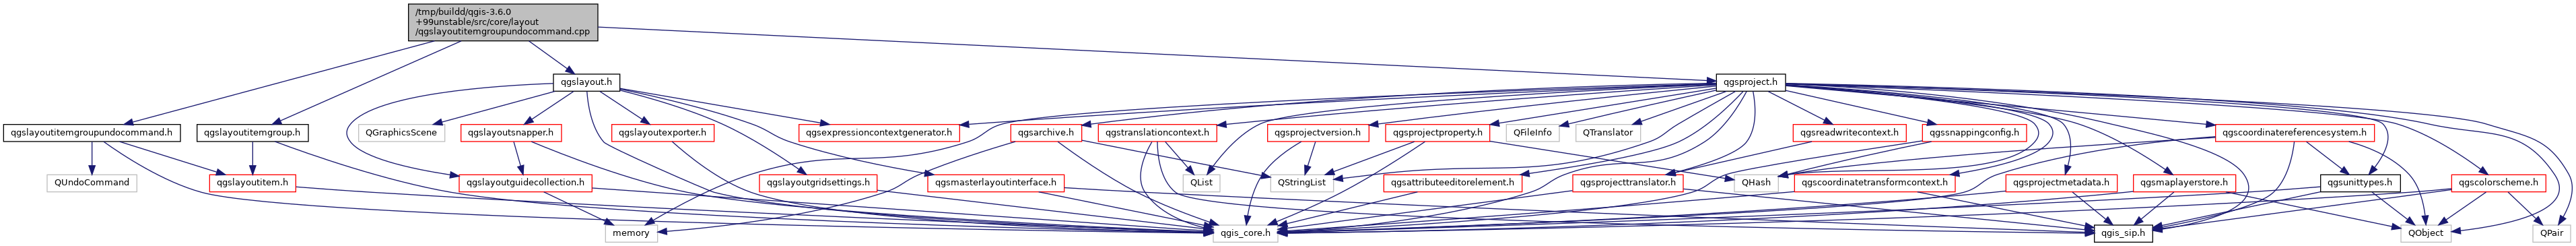 /tmp/buildd/qgis-3.6.0
+99unstable/src/core/layout
/qgslayoutitemgroupundocommand.cpp
qgslayout.h
qgsproject.h
qgslayoutitemgroupundocommand.h
qgslayoutitemgroup.h
QGraphicsScene
qgslayoutsnapper.h
qgslayoutexporter.h
qgsexpressioncontextgenerator.h
qgsarchive.h
qgstranslationcontext.h
qgsprojectversion.h
qgsprojectproperty.h
QFileInfo
QTranslator
qgsreadwritecontext.h
qgssnappingconfig.h
qgscoordinatereferencesystem.h
QUndoCommand
qgslayoutitem.h
qgslayoutguidecollection.h
qgslayoutgridsettings.h
qgsmasterlayoutinterface.h
QList
QStringList
qgsattributeeditorelement.h
qgsprojecttranslator.h
QHash
qgscoordinatetransformcontext.h
qgsprojectmetadata.h
qgsmaplayerstore.h
qgsunittypes.h
qgscolorscheme.h
memory
qgis_core.h
qgis_sip.h
QObject
QPair